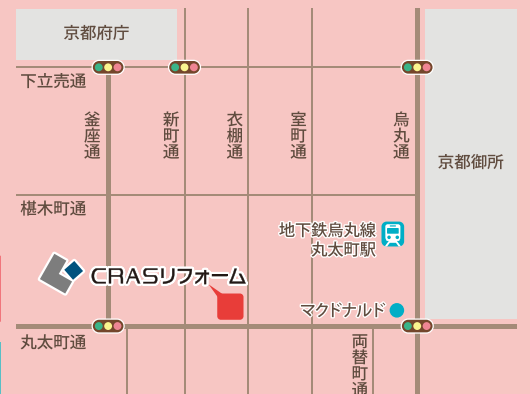 京都府庁
下立売通
釜座通
新町通
衣棚通
室町通
烏丸通
京都御所
椹木町通
地下鉄烏丸線
丸太町駅
CRASリフォーム
マクドナルド
丸太町通
両替町通